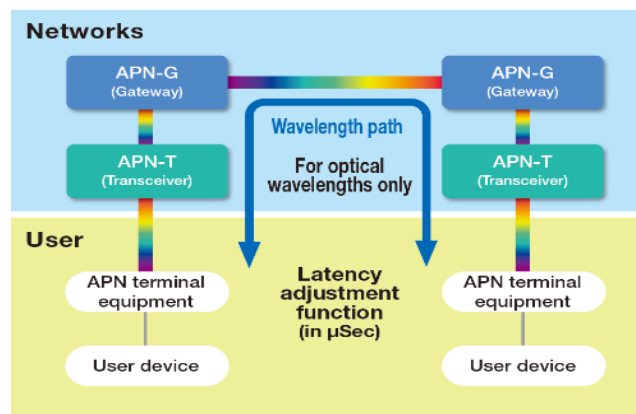 Networks
APN-G
(Gateway)
APN-G
(Gateway)
Wavelength path
APN-T
(Transceiver)
For optical
wavelengths only
APN-T
(Transceiver)
User
APN terminal
equipment
Latency
adjustment
function
(in μSec)
APN terminal
equipment
User device
User device